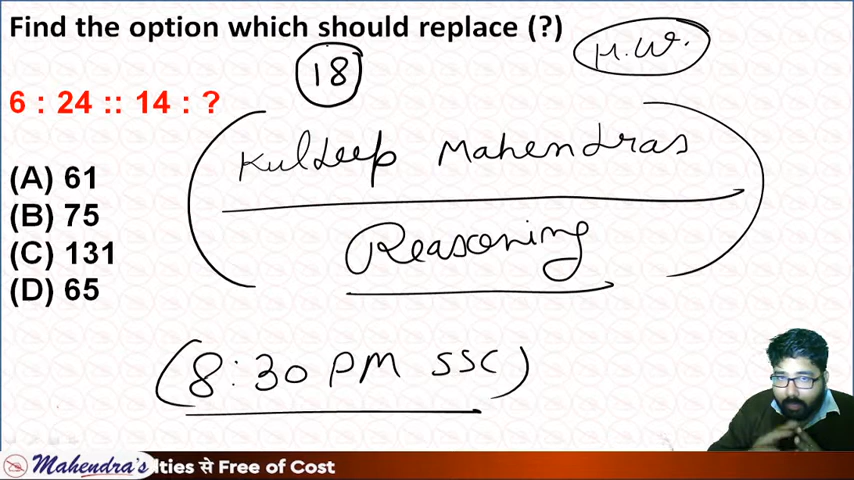 Find the option which should replace (?)
H.W.
18
6 : 24 :: 14 : ?
Kuldeep Mahendras
Reasoning
(A) 61
(B) 75
(C) 131
(D) 65
(8:30 PM SSC)
Mahendra's lties से Free of Cost